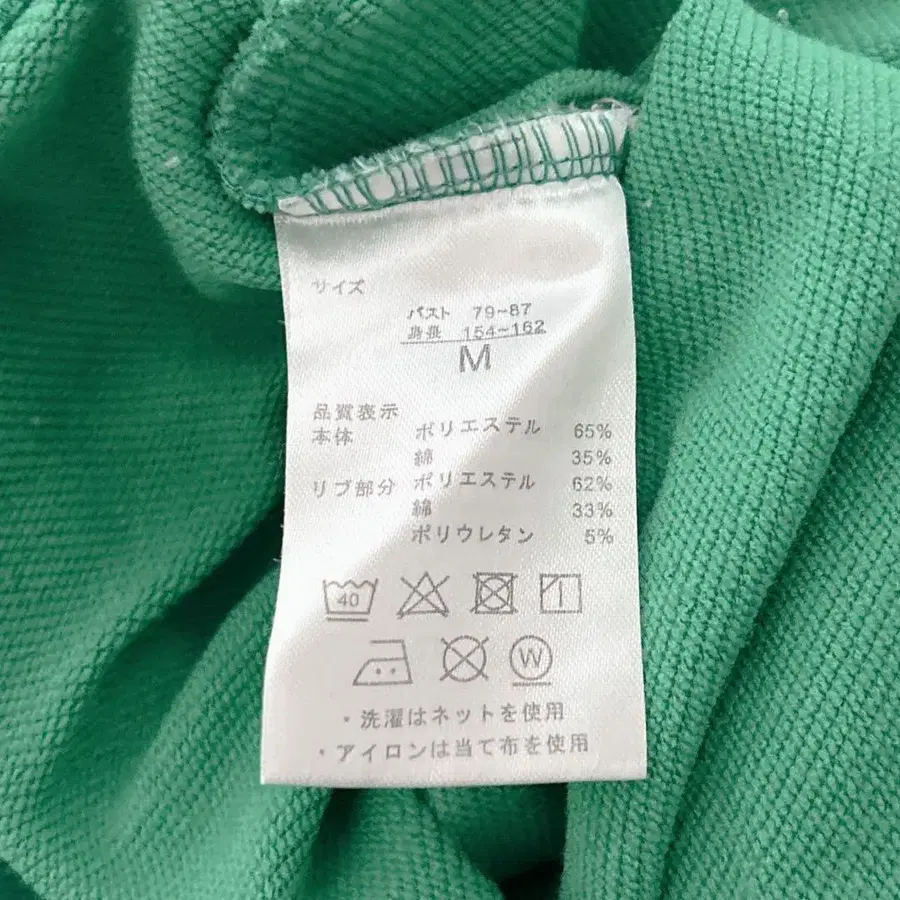 サイズ
バスト 79~87
身長 154~162
M
品質表示
本体 ポリエステル 65%
綿 35%
リブ部分 ポリエステル 62%
綿 33%
ポリウレタン 5%
40
W
・洗濯はネットを使用
・アイロンは当て布を使用